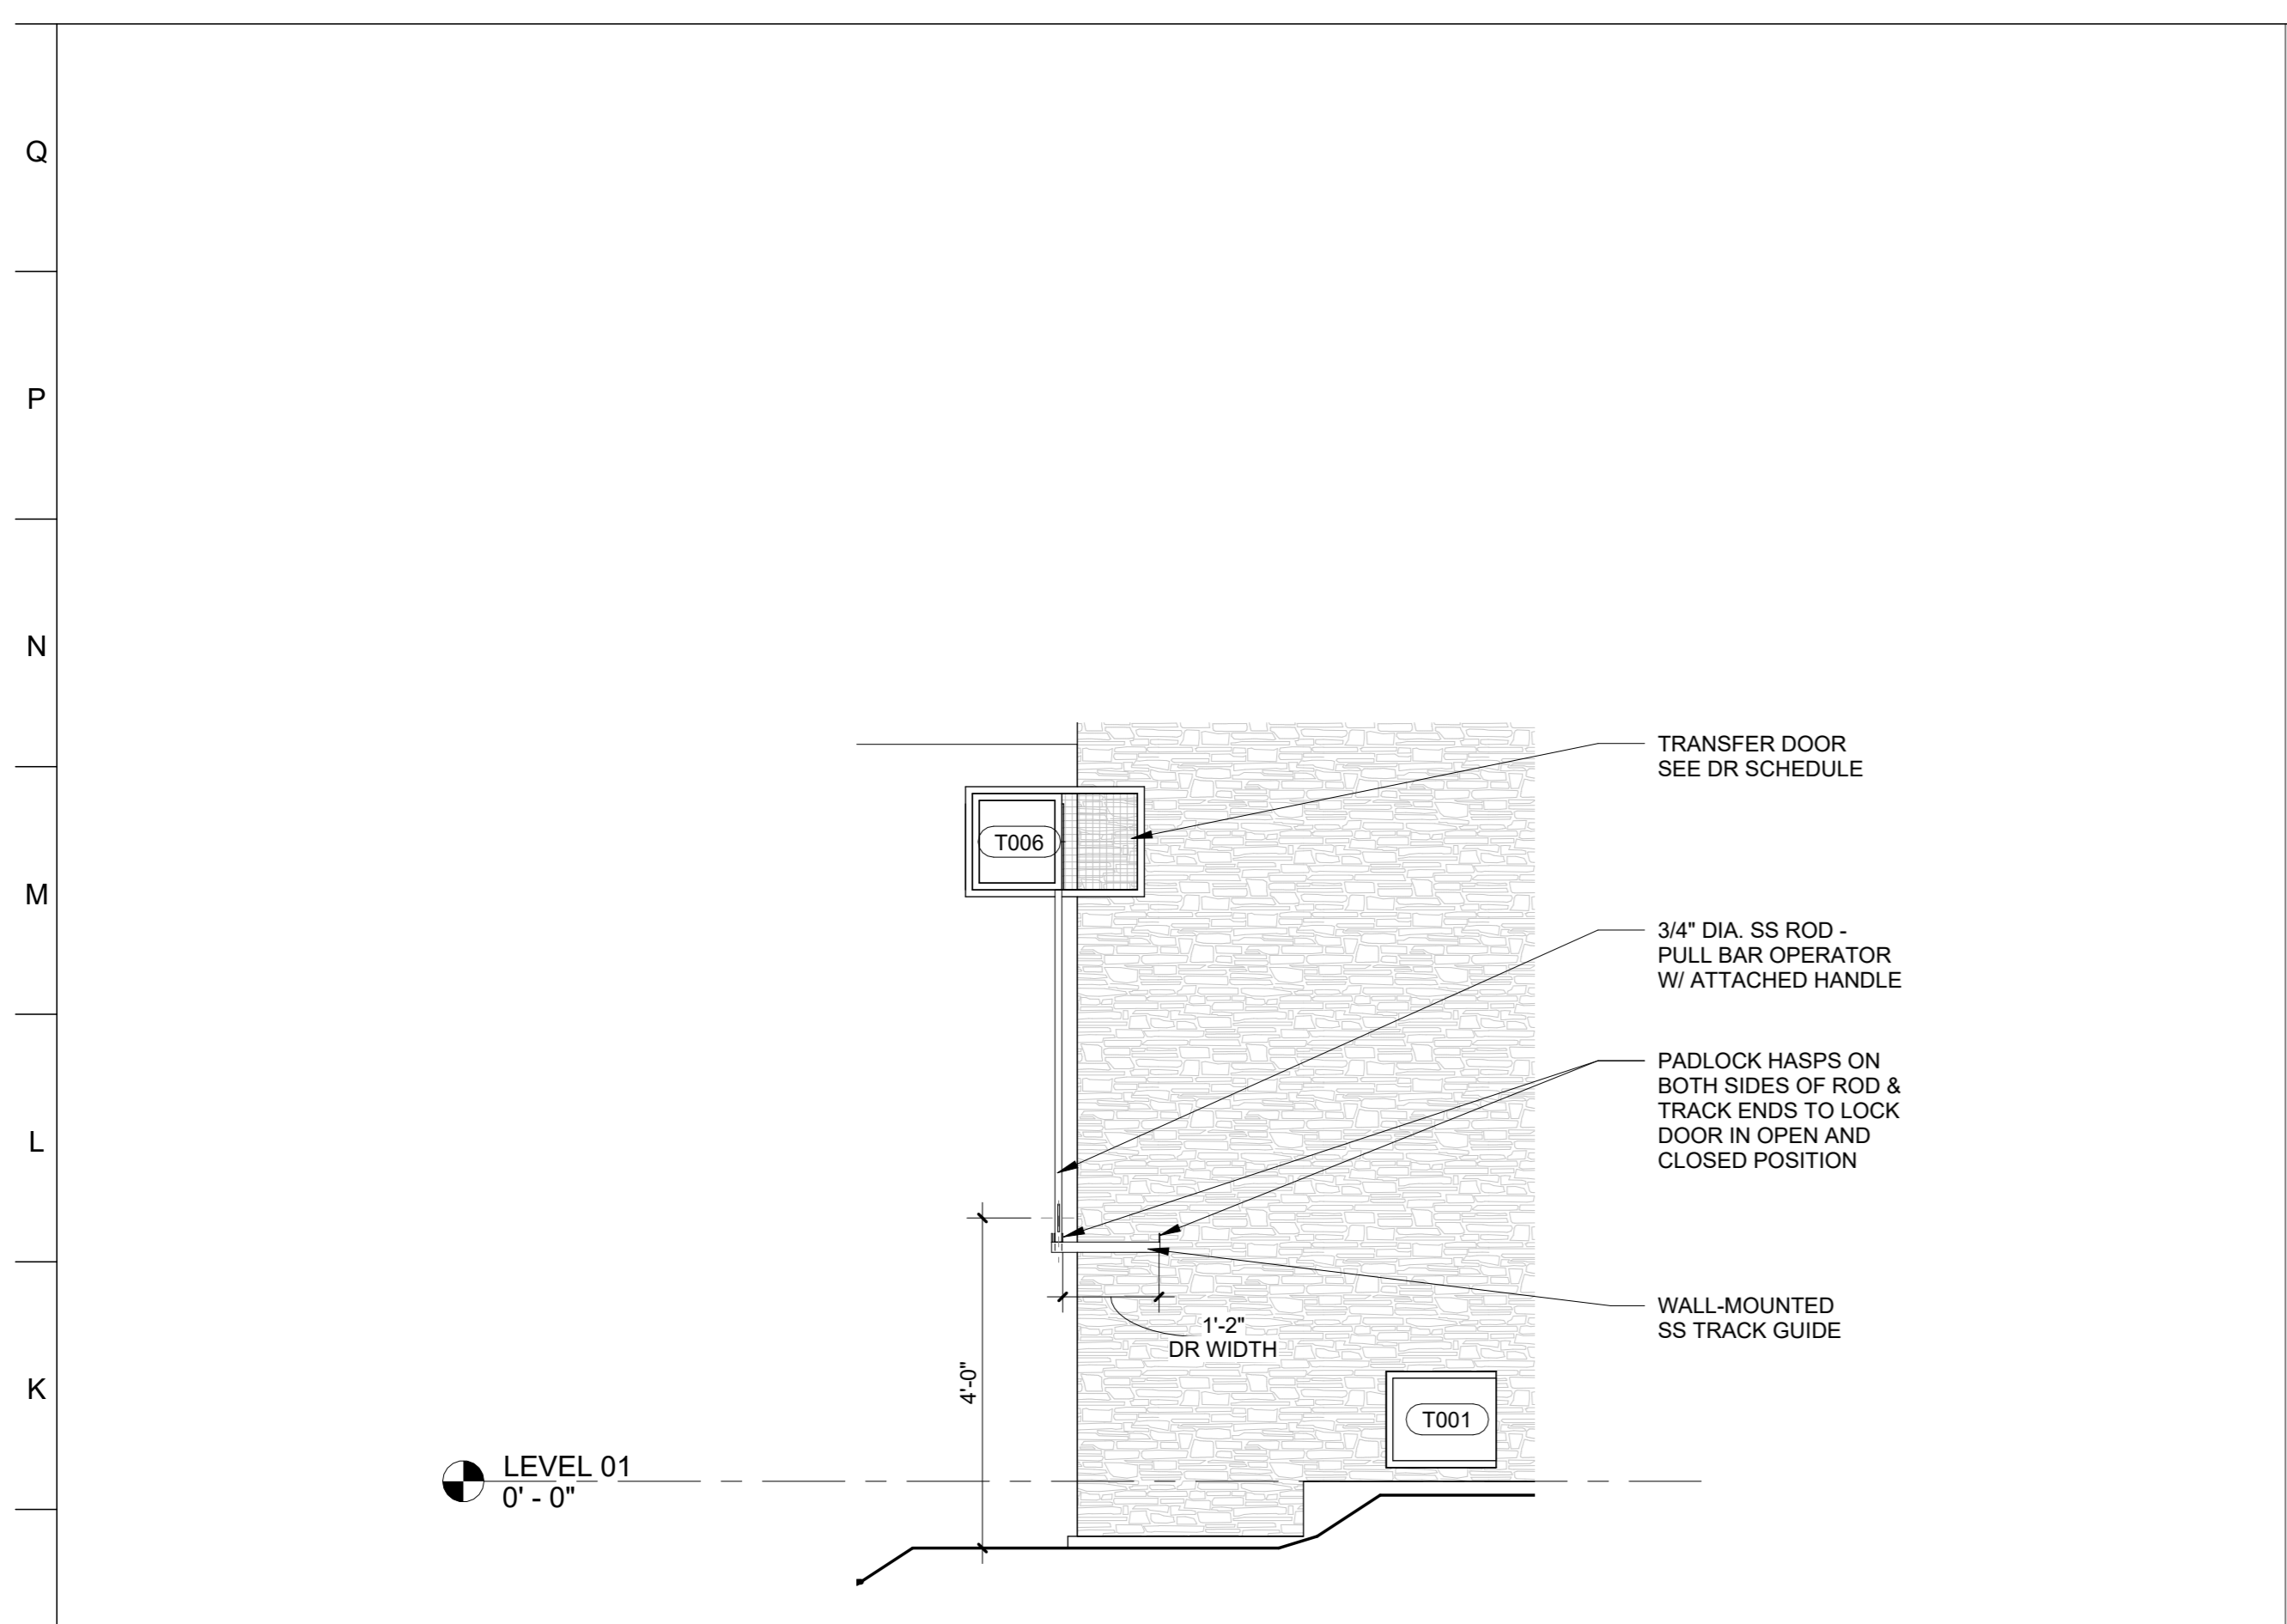 Q
P
N
M
L
K
TRANSFER DOOR
SEE DR SCHEDULE
T006
3/4" DIA. SS ROD -
PULL BAR OPERATOR
W/ ATTACHED HANDLE
PADLOCK HASPS ON
BOTH SIDES OF ROD &
TRACK ENDS TO LOCK
DOOR IN OPEN AND
CLOSED POSITION
WALL-MOUNTED
SS TRACK GUIDE
1'-2"
DR WIDTH
4'-0"
T001
LEVEL 01
0' - 0"